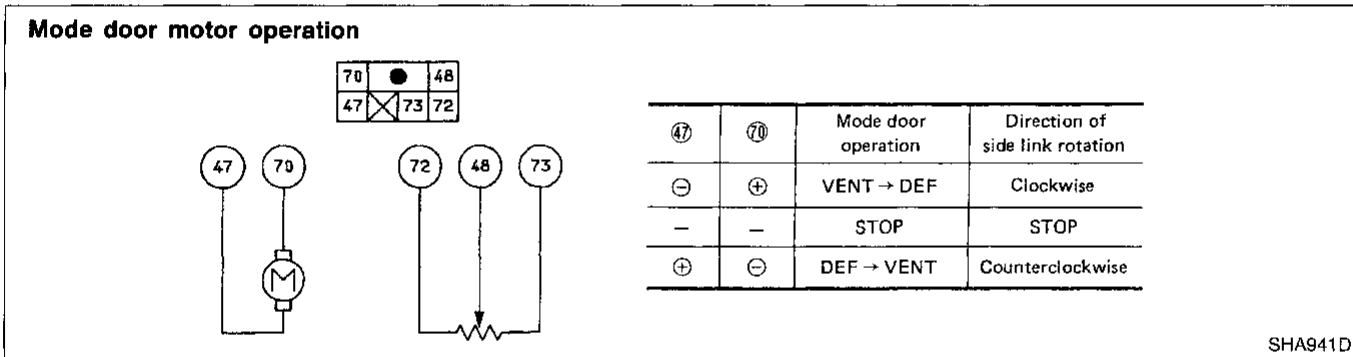 Mode door motor operation
70 48
47 73 72
47 70 72 48 73
M
㊼ 70 Mode door operation Direction of side link rotation
⊖ ⊕ VENT → DEF Clockwise
– – STOP STOP
⊕ ⊖ DEF → VENT Counterclockwise
SHA941D